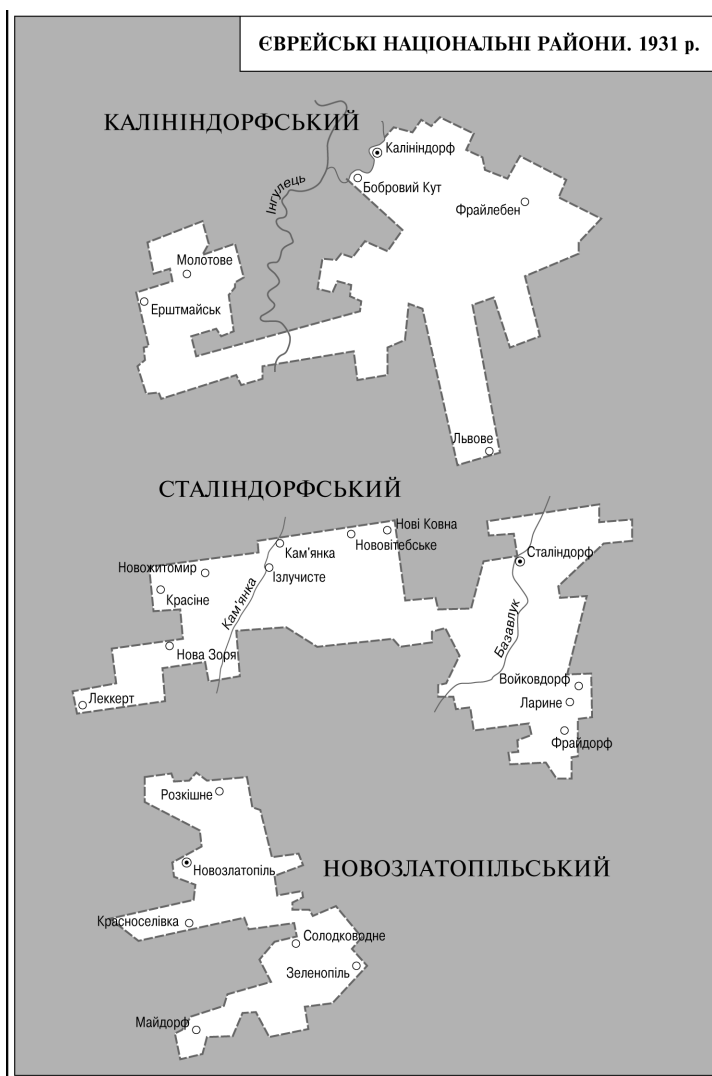 ЄВРЕЙСЬКІ НАЦІОНАЛЬНІ РАЙОНИ. 1931 р.
КАЛІНІНДОРФСЬКИЙ
Калініндорф
Інгулець
Бобровий Кут
Фрайлебен
Молотове
Ерштмайськ
Львове
СТАЛІНДОРФСЬКИЙ
Нові Ковна
Нововітебське
Кам'янка
Сталіндорф
Новожитомир
Ізлучисте
Красіне
Кам'янка
Базавлук
Нова Зоря
Войковдорф
Леккерт
Ларине
Фрайдорф
Розкішне
Новозлатопіль
НОВОЗЛАТОПІЛЬСЬКИЙ
Красноселівка
Солодководне
Зеленопіль
Майдорф